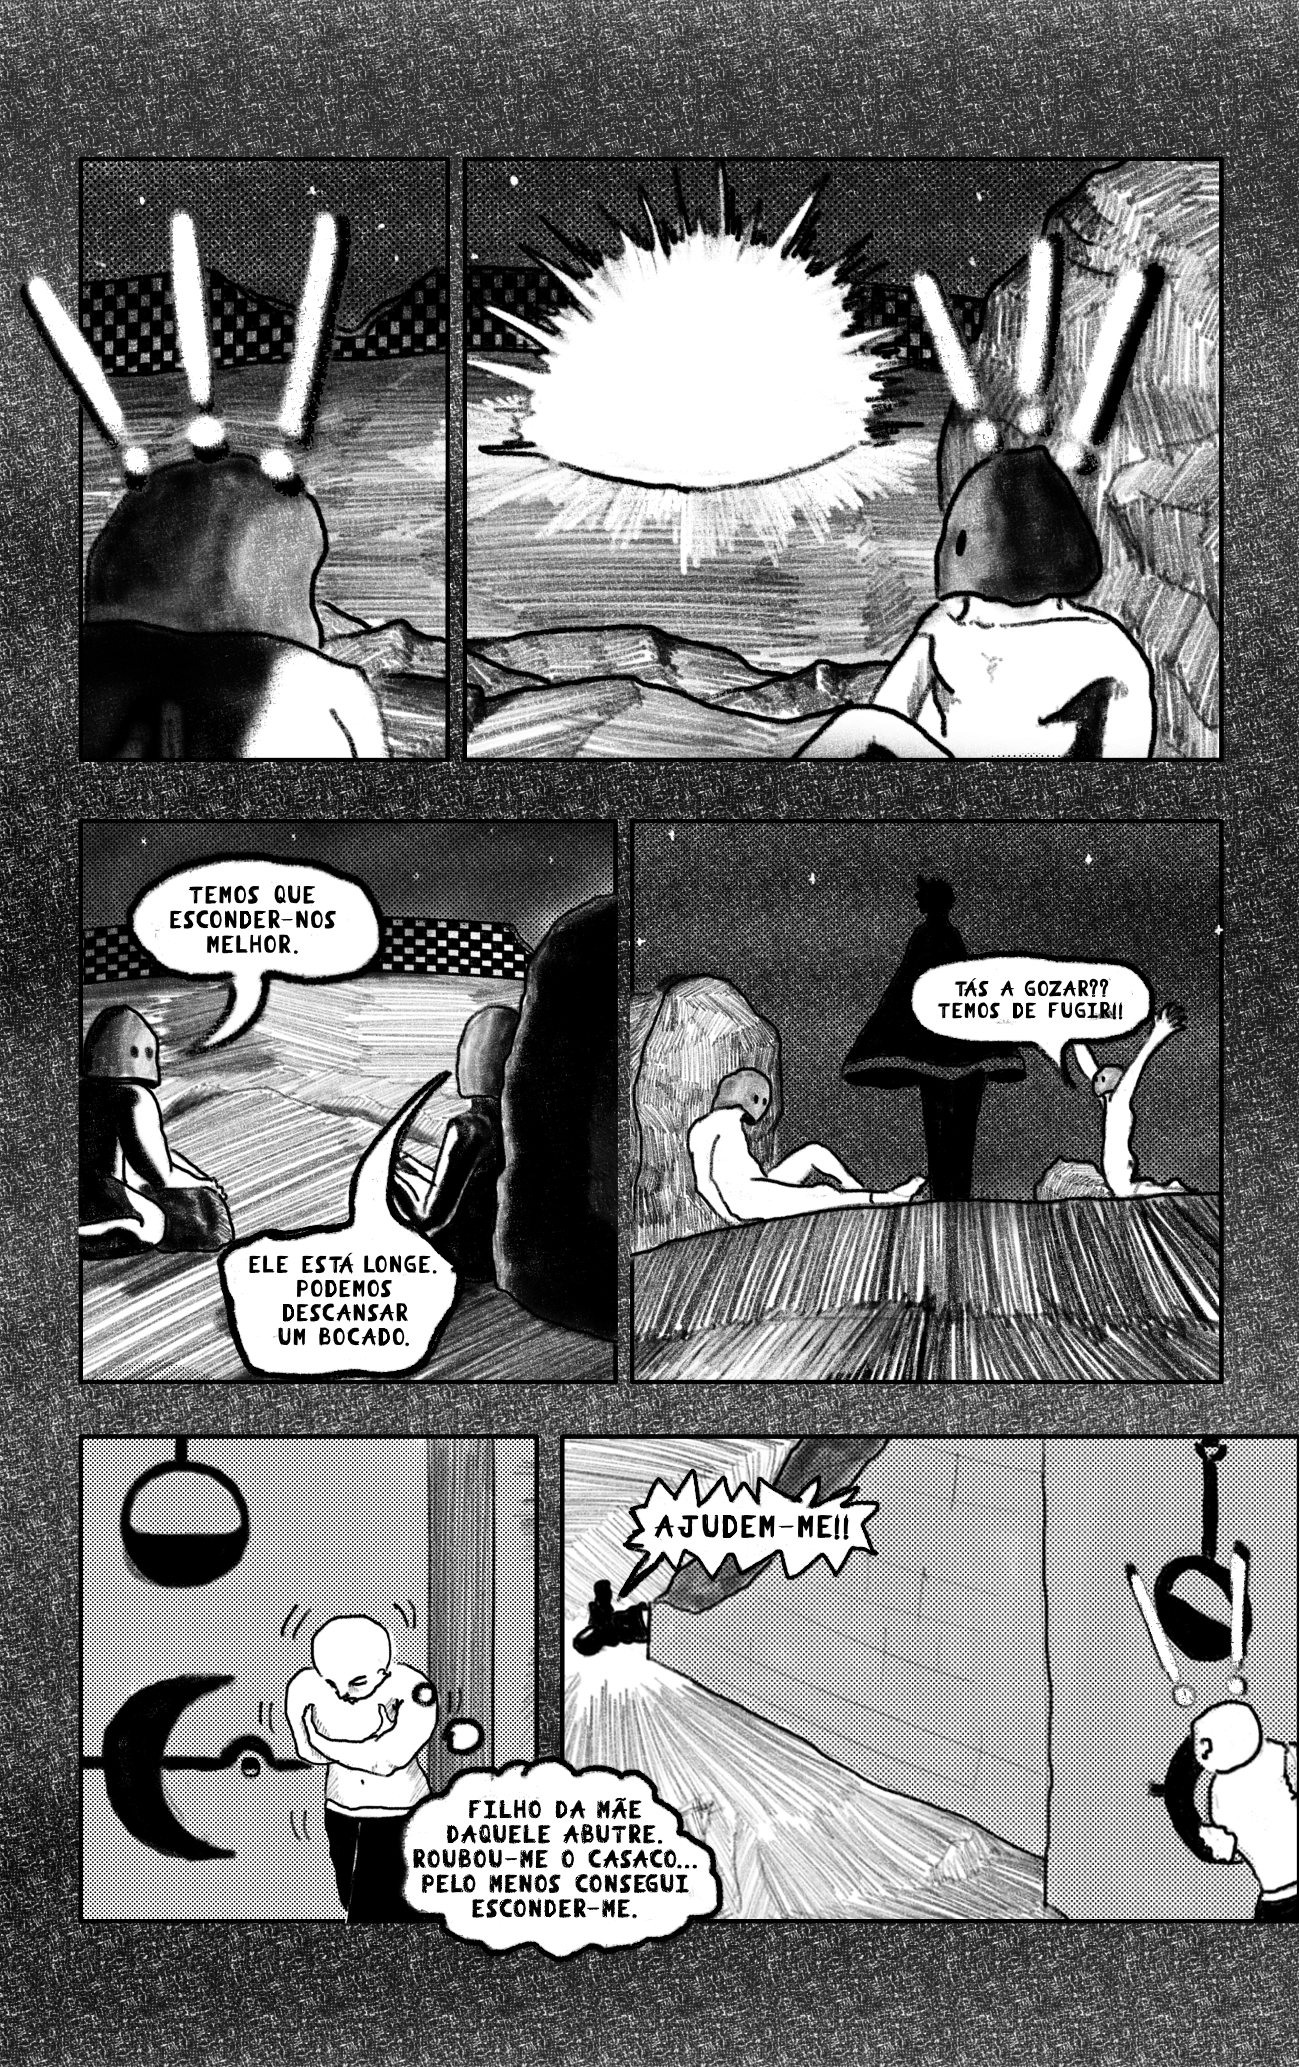 TEMOS QUE
ESCONDER-NOS
MELHOR.
ELE ESTÁ LONGE.
PODEMOS
DESCANSAR
UM BOCADO.
TÁS A GOZAR??
TEMOS DE FUGIR!!
FILHO DA MÃE
DAQUELE ABUTRE.
ROUBOU-ME O CASACO...
PELO MENOS CONSEGUI
ESCONDER-ME.
AJUDEM-ME!!